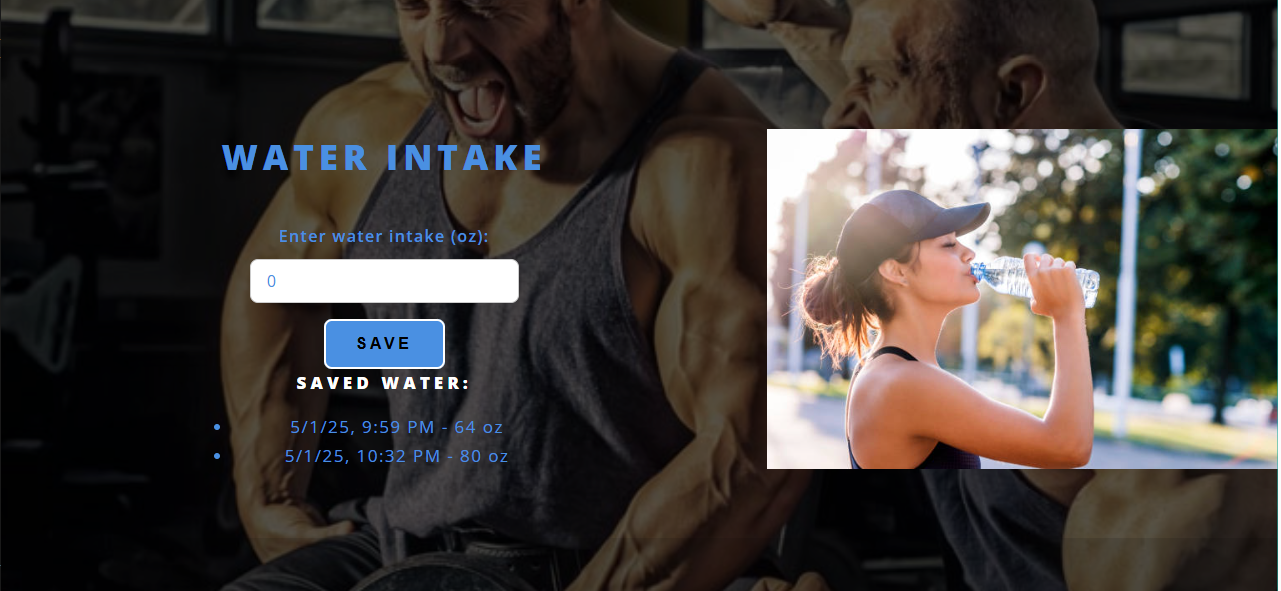 WATER INTAKE
Enter water intake (oz):
0
SAVE
SAVED WATER:
5/1/25, 9:59 PM - 64 oz
5/1/25, 10:32 PM - 80 oz